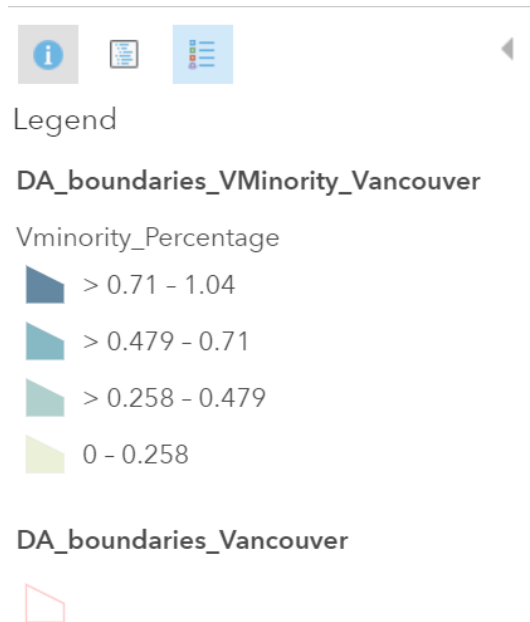 Legend
DA_boundaries_VMinority_Vancouver
Vminority_Percentage
> 0.71 – 1.04
> 0.479 – 0.71
> 0.258 – 0.479
0 – 0.258
DA_boundaries_Vancouver